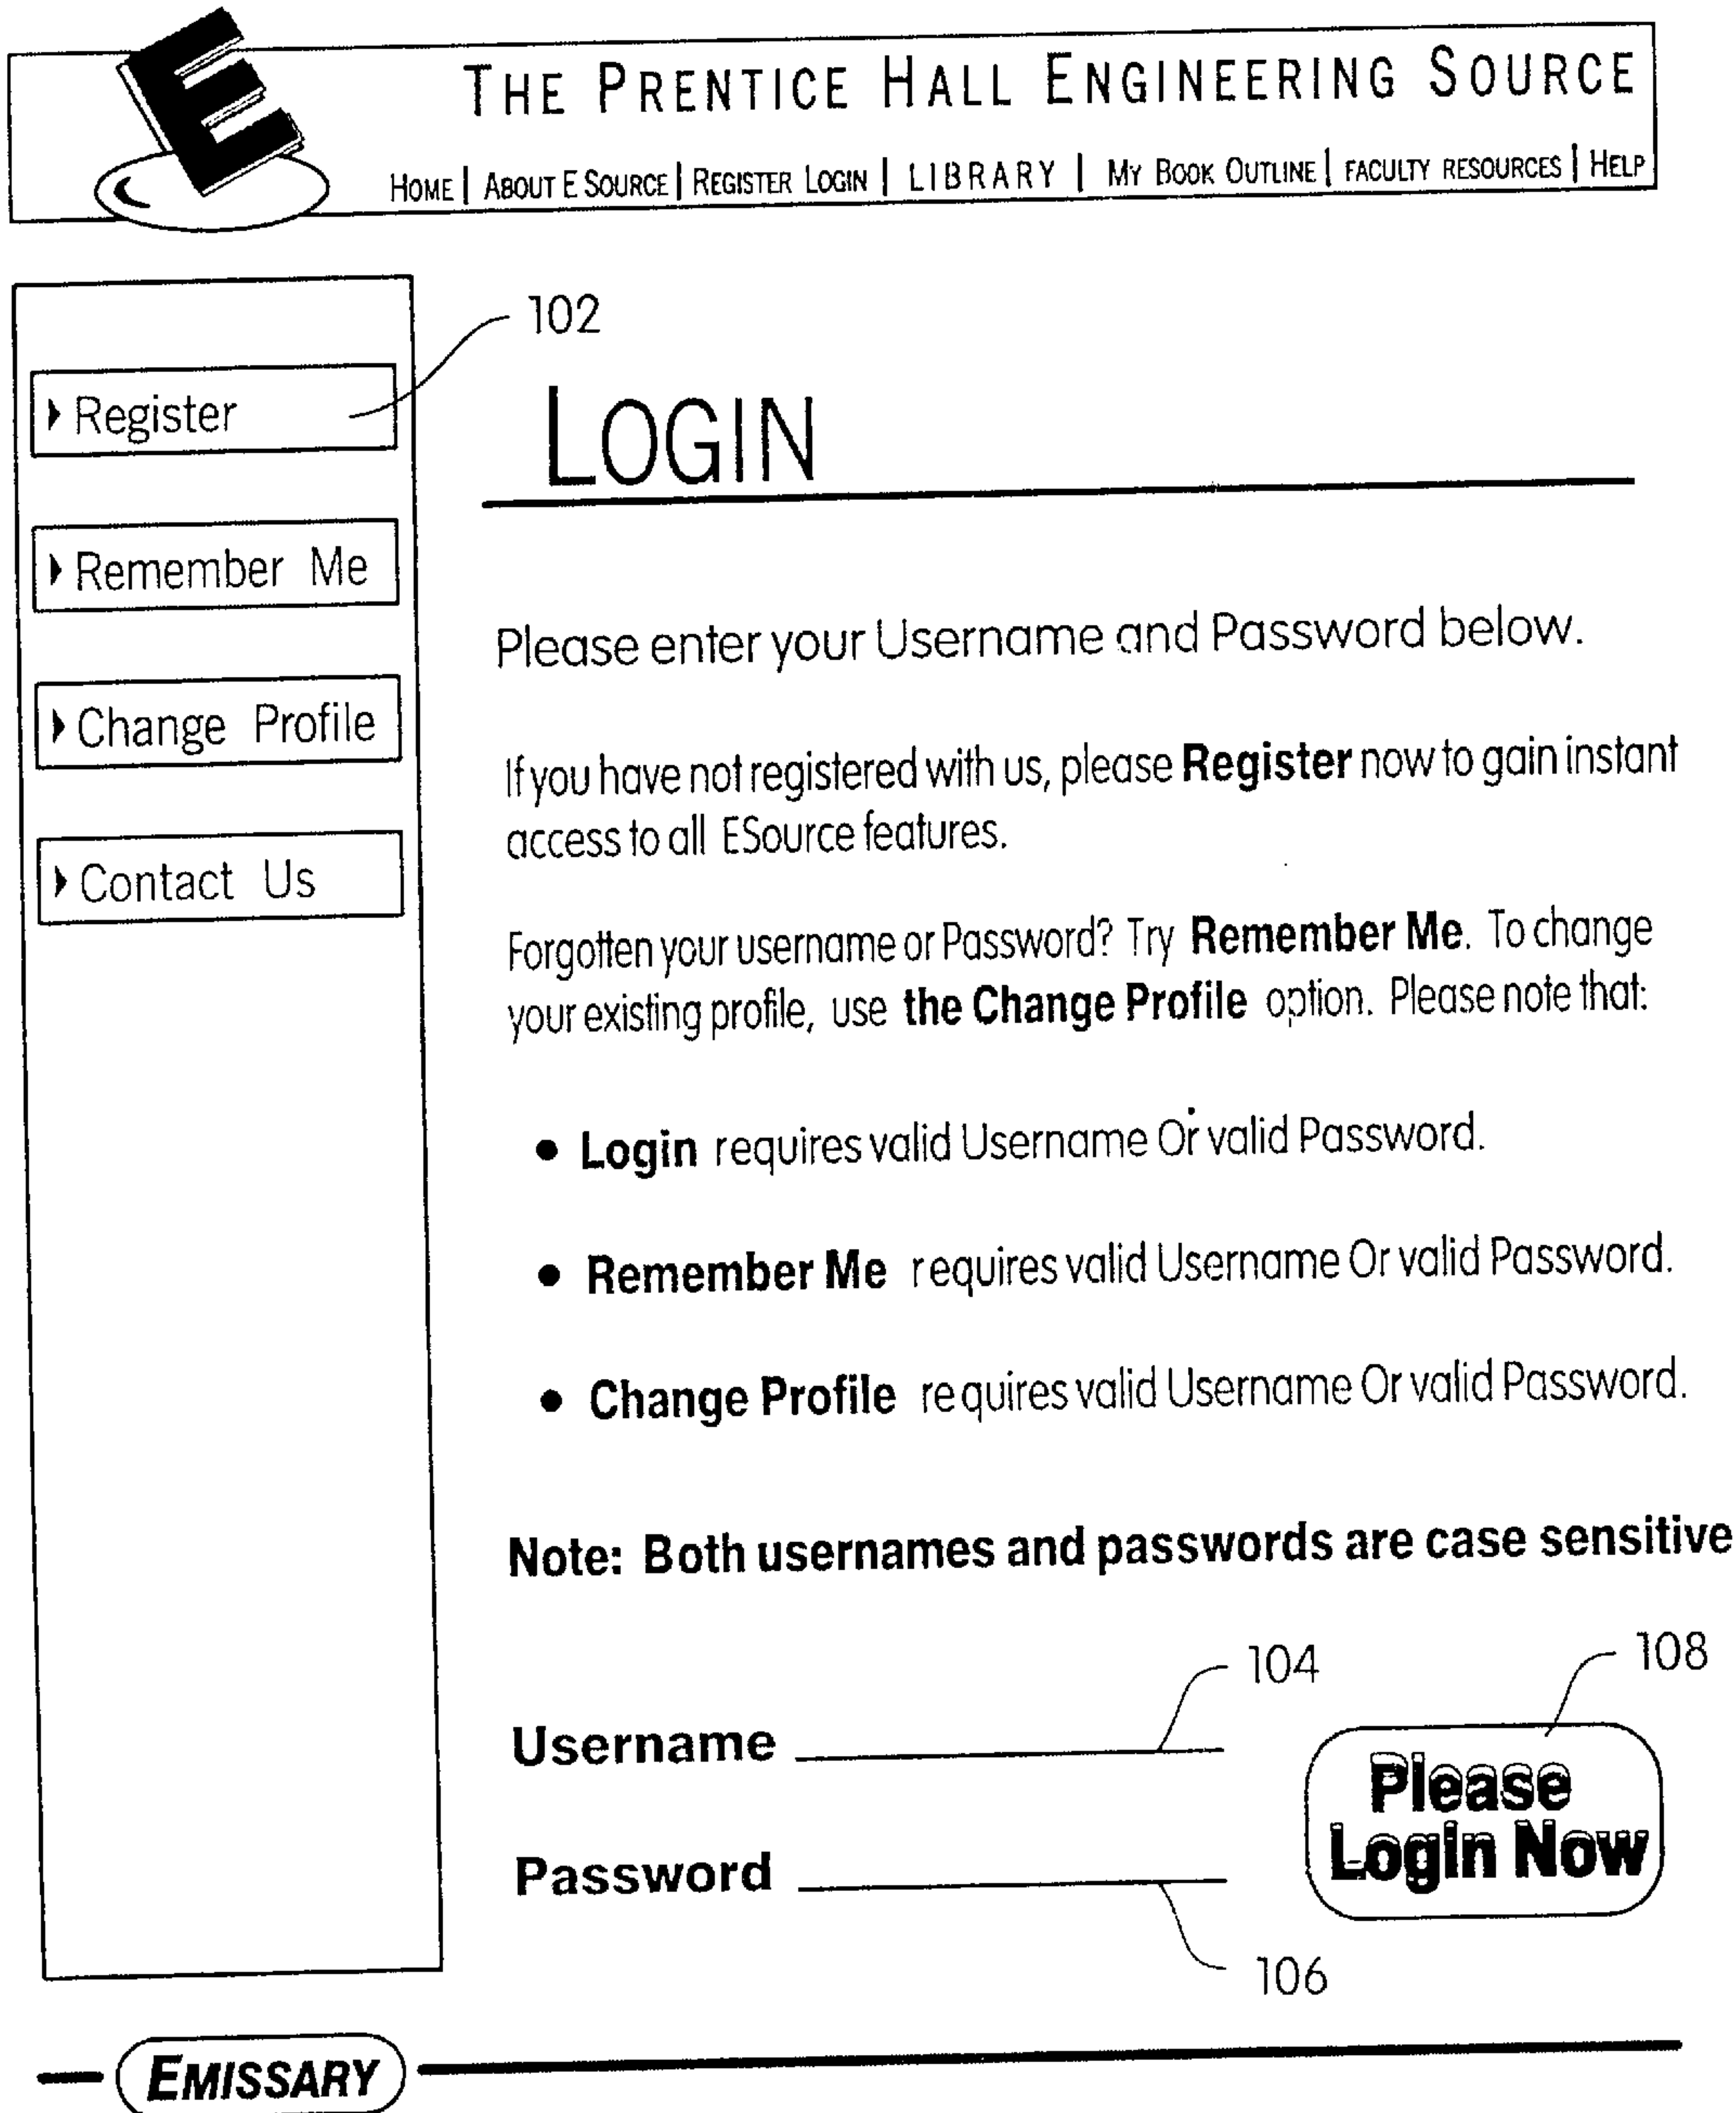 E
THE PRENTICE HALL ENGINEERING SOURCE
HOME | ABOUT E SOURCE | REGISTER LOGIN | LIBRARY | MY BOOK OUTLINE | FACULTY RESOURCES | HELP
102
Register
Remember Me
Change Profile
Contact Us
LOGIN
Please enter your Username and Password below.
If you have not registered with us, please Register now to gain instant
access to all ESource features.
Forgotten your username or Password? Try Remember Me. To change
your existing profile, use the Change Profile option. Please note that:
• Login requires valid Username Or valid Password.
• Remember Me requires valid Username Or valid Password.
• Change Profile requires valid Username Or valid Password.
Note: Both usernames and passwords are case sensitive
104
108
Username
Please
Login Now
Password
106
EMISSARY